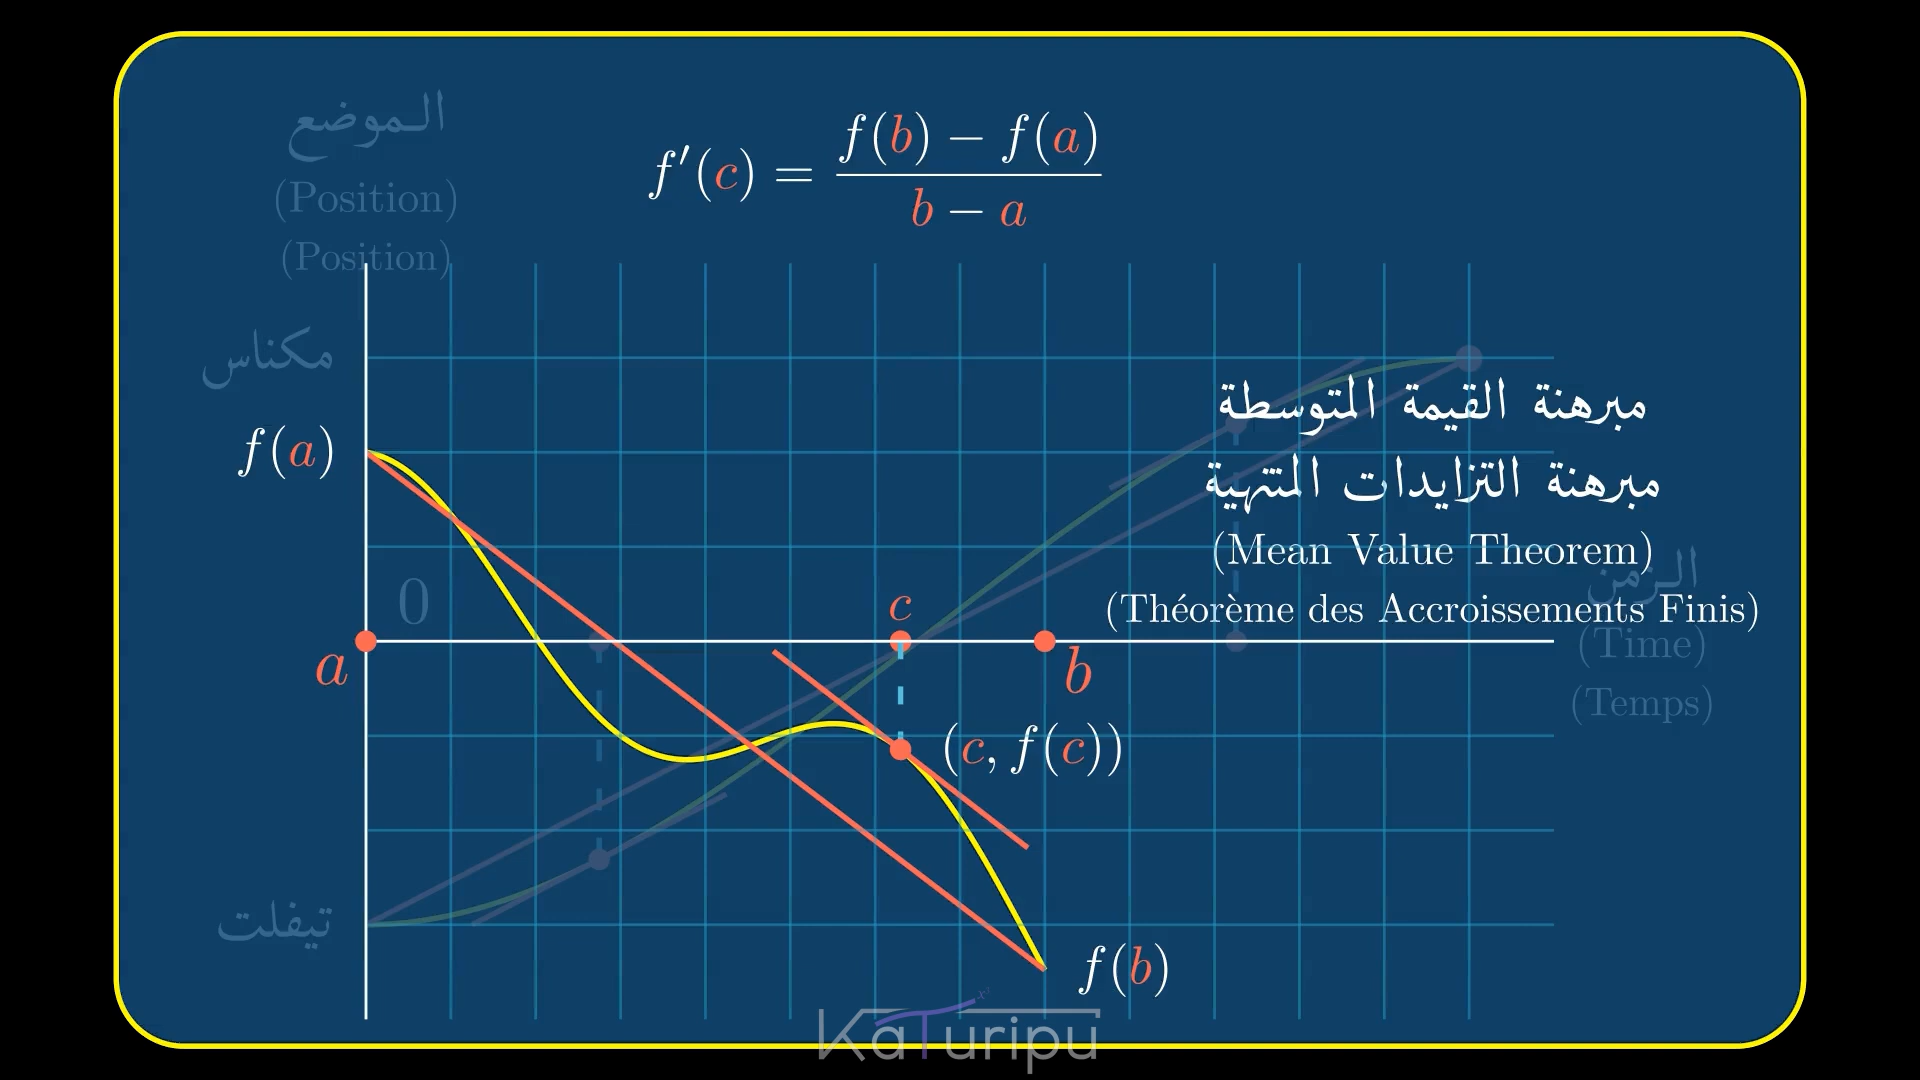 الموضع
(Position)
(Position)
f′(c) = (f(b) − f(a)) / (b − a)
مكناس
مبرهنة القيمة المتوسطة
مبرهنة التزايدات المنتهية
(Mean Value Theorem)
(Théorème des Accroissements Finis)
f(a)
0
c
a
b
الزمن
(Time)
(Temps)
(c, f(c))
تيفلت
f(b)
KaTuripu